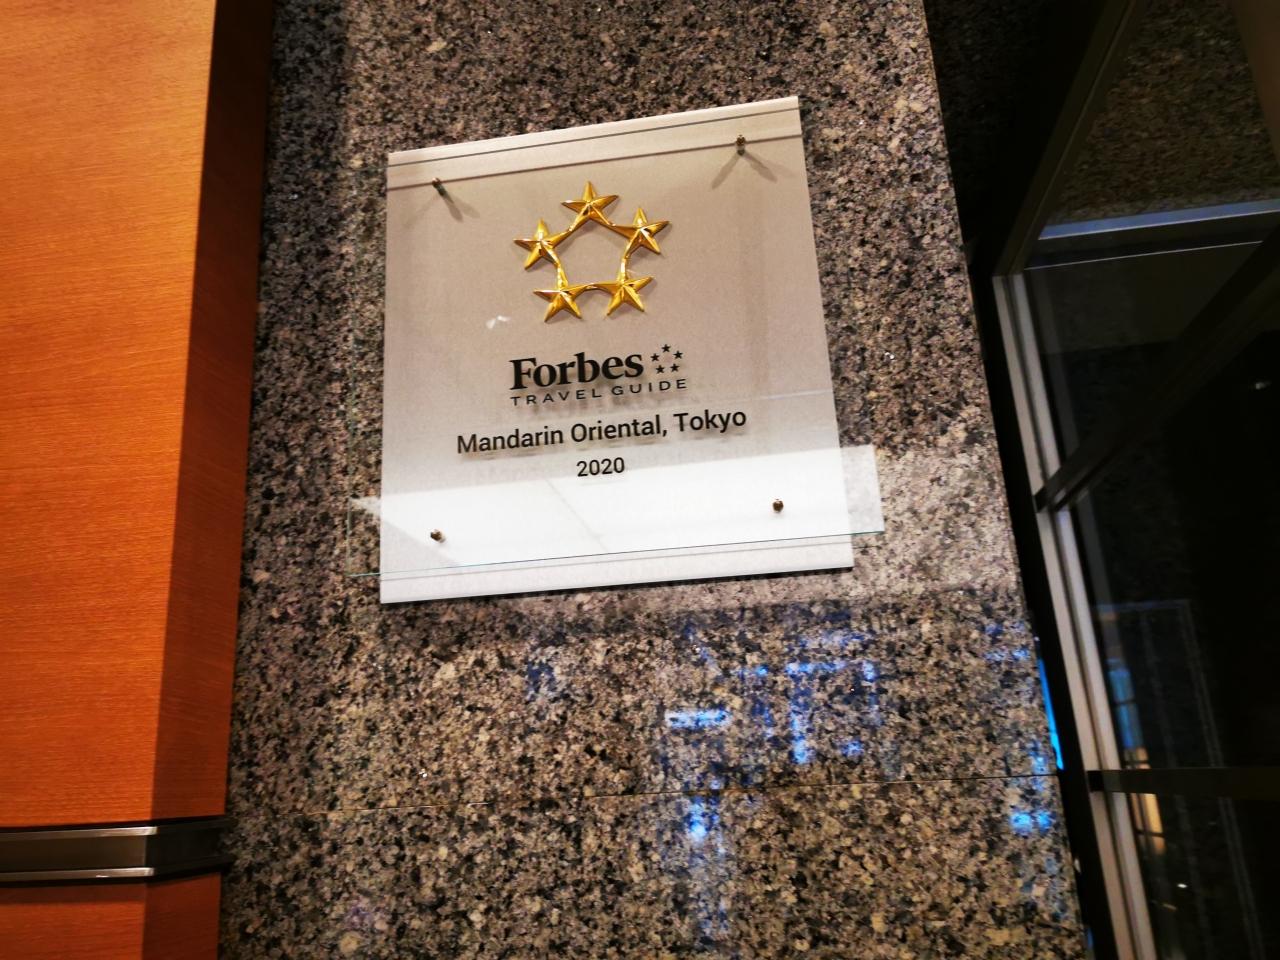 Forbes
TRAVEL GUIDE
Mandarin Oriental, Tokyo
2020